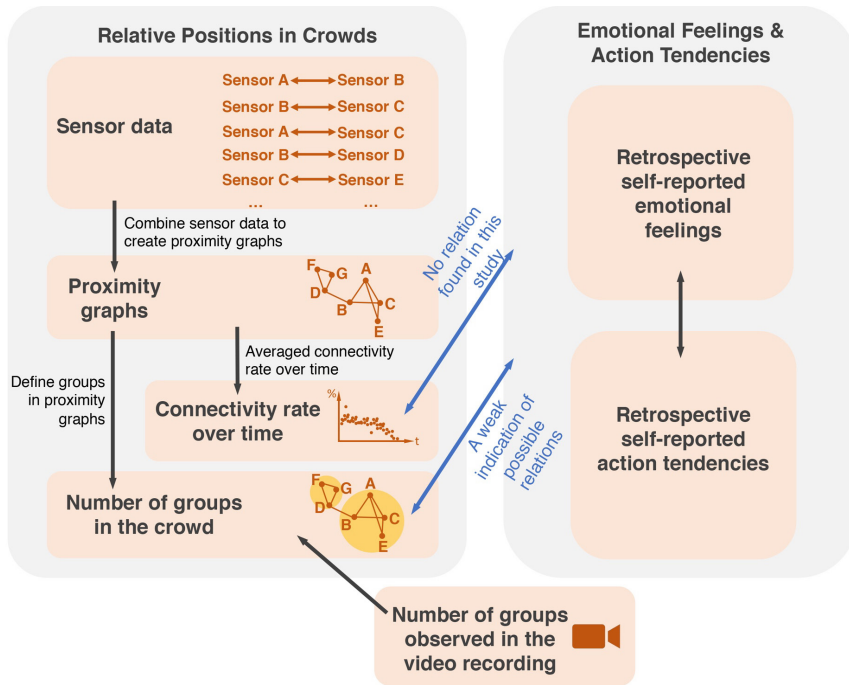 Relative Positions in Crowds
Sensor data
Sensor A Sensor B
Sensor B Sensor C
Sensor A Sensor C
Sensor B Sensor D
Sensor C Sensor E
... ...
Combine sensor data to
create proximity graphs
Proximity
graphs
F
G
A
D
B
C
E
Define groups
in proximity
graphs
Averaged connectivity
rate over time
Connectivity rate
over time
%
t
Number of groups
in the crowd
F
G
A
D
B
C
E
No relation
found in this
study
A weak
indication of
possible
relations
Emotional Feelings &
Action Tendencies
Retrospective
self-reported
emotional
feelings
Retrospective
self-reported
action tendencies
Number of groups
observed in the
video recording